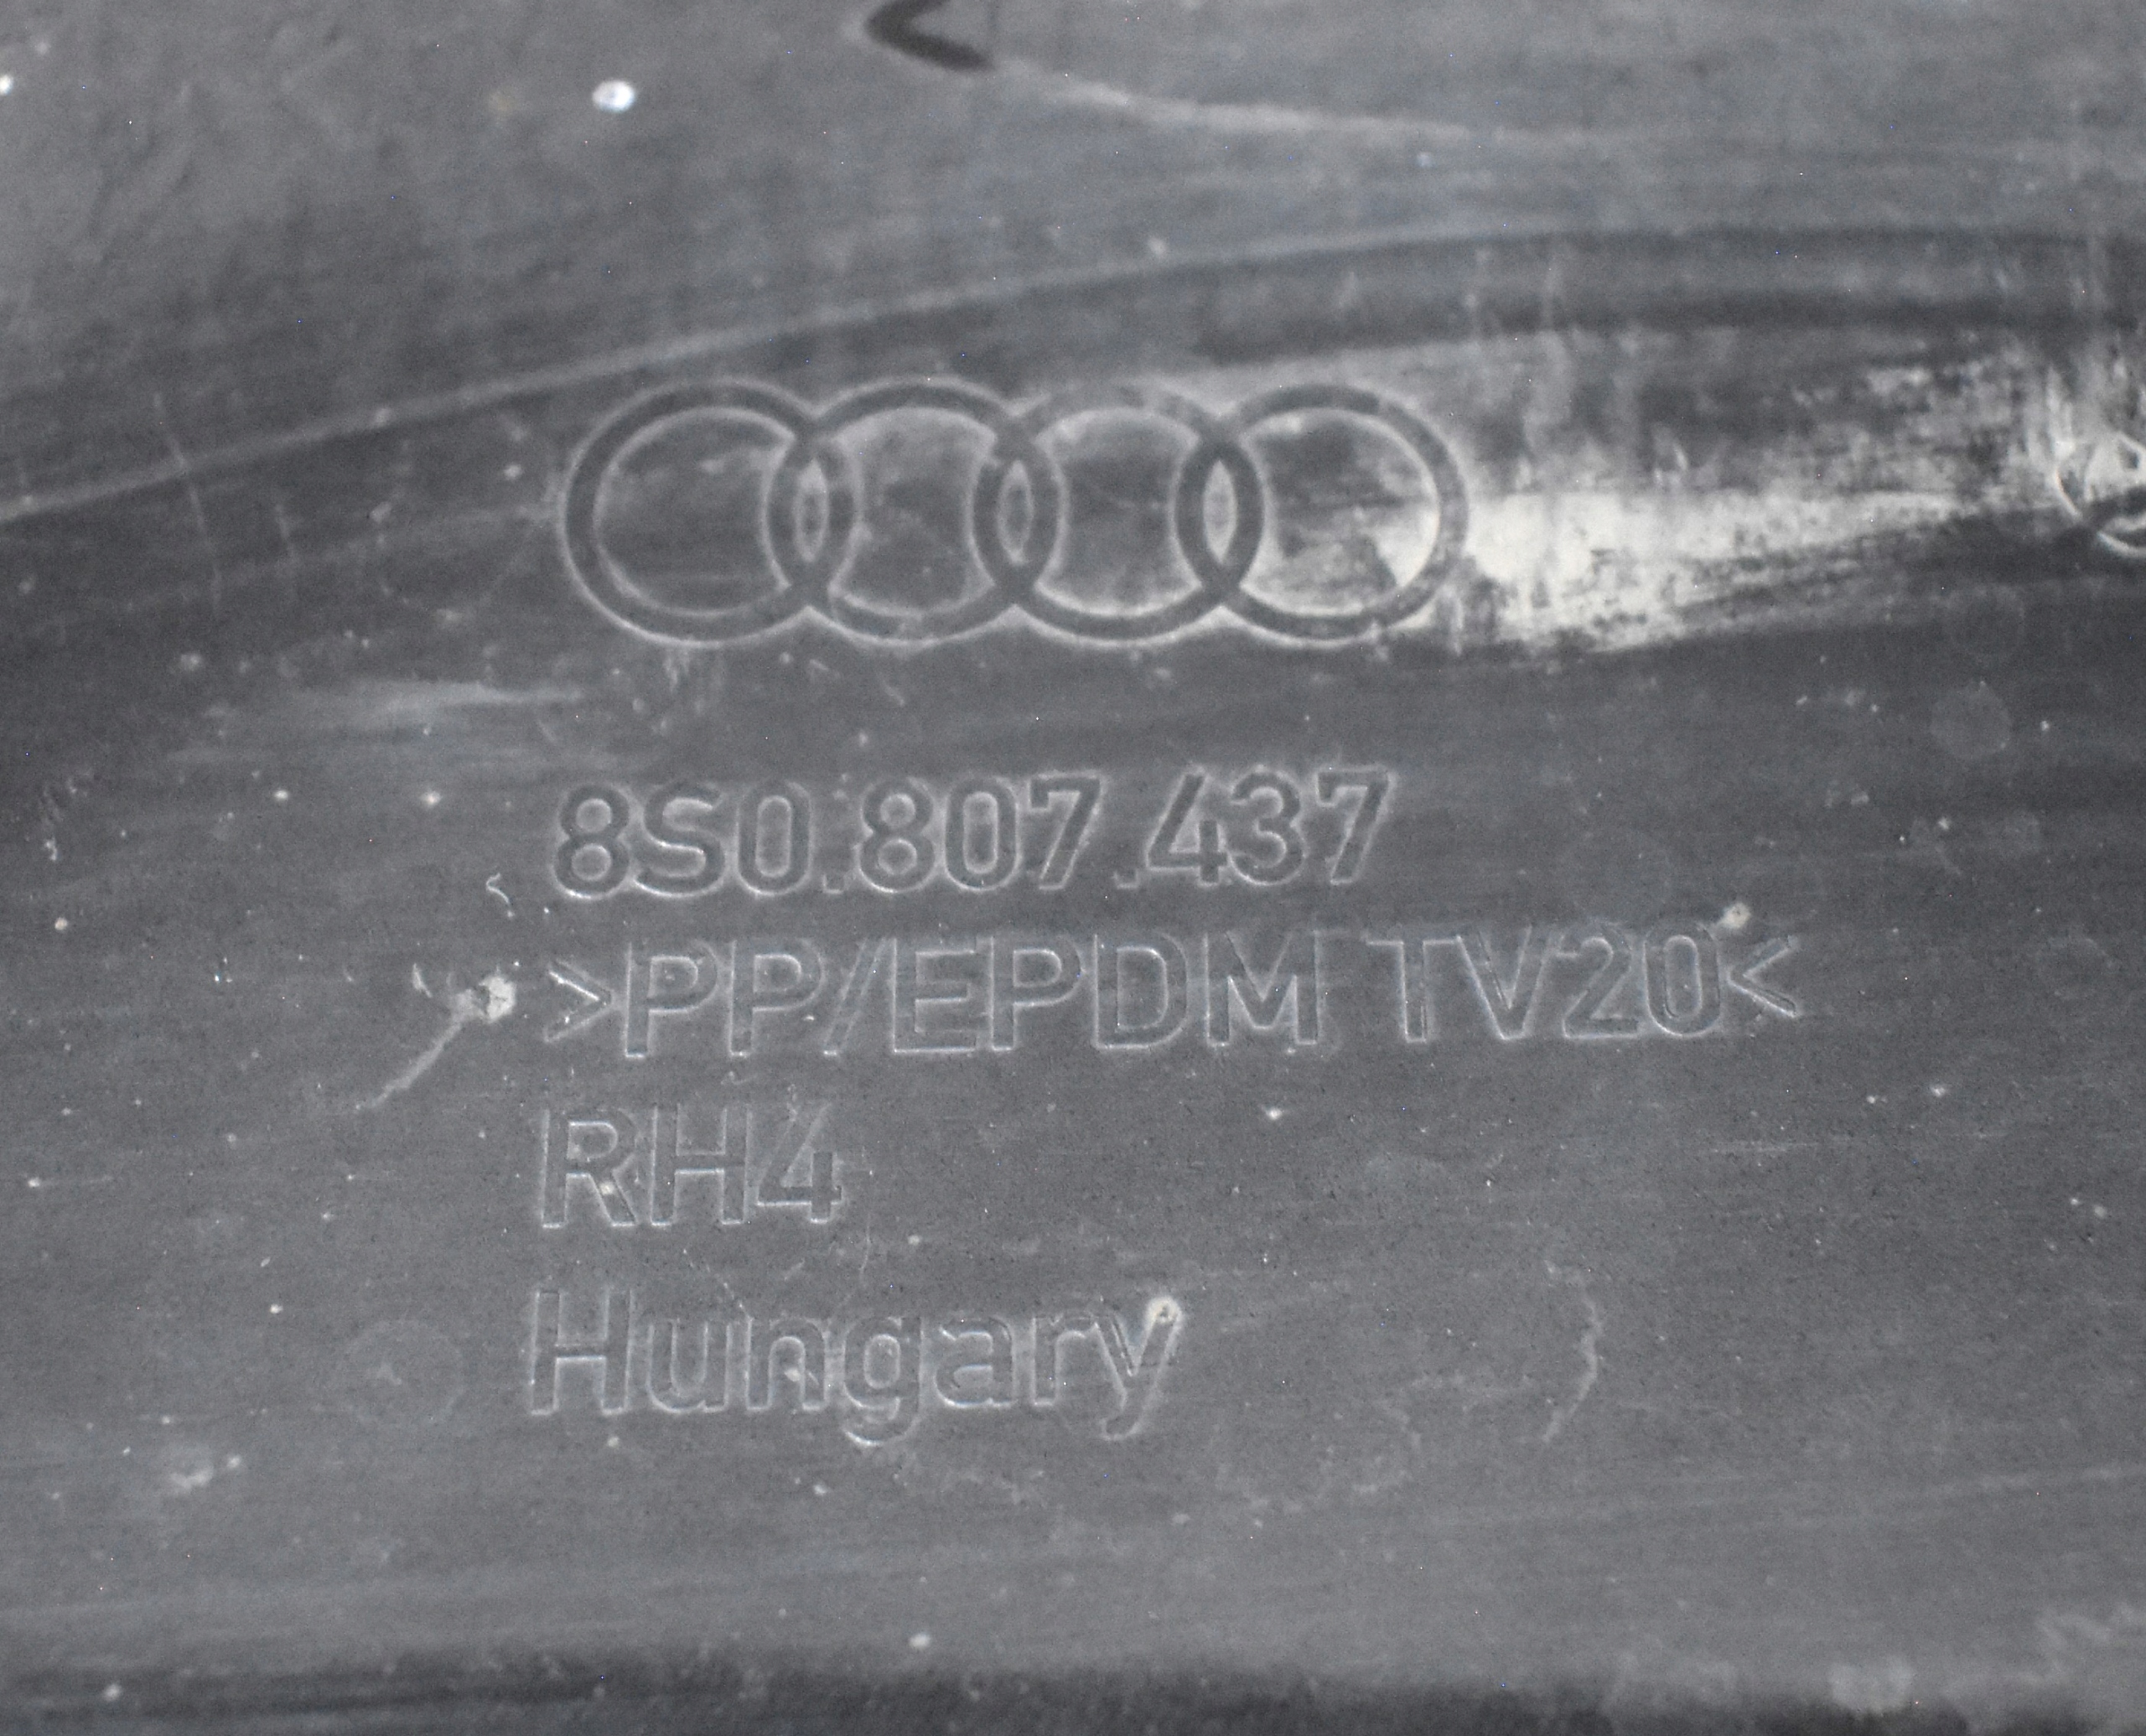 8S0.807.437
>PP/EPDM TV20<
RH4
Hungary